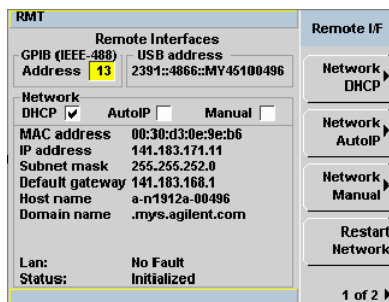 RMT
Remote Interfaces
GPIB (IEEE-488)
Address 13
USB address
2391::4866::MY45100496
Network
DHCP AutoIP Manual
MAC address 00:30:d3:0e:9e:b6
IP address 141.183.171.11
Subnet mask 255.255.252.0
Default gateway 141.183.168.1
Host name a-n1912a-00496
Domain name .mys.agilent.com
Lan: No Fault
Status: Initialized
Remote I/F
Network
DHCP
Network
AutoIP
Network
Manual
Restart
Network
1 of 2